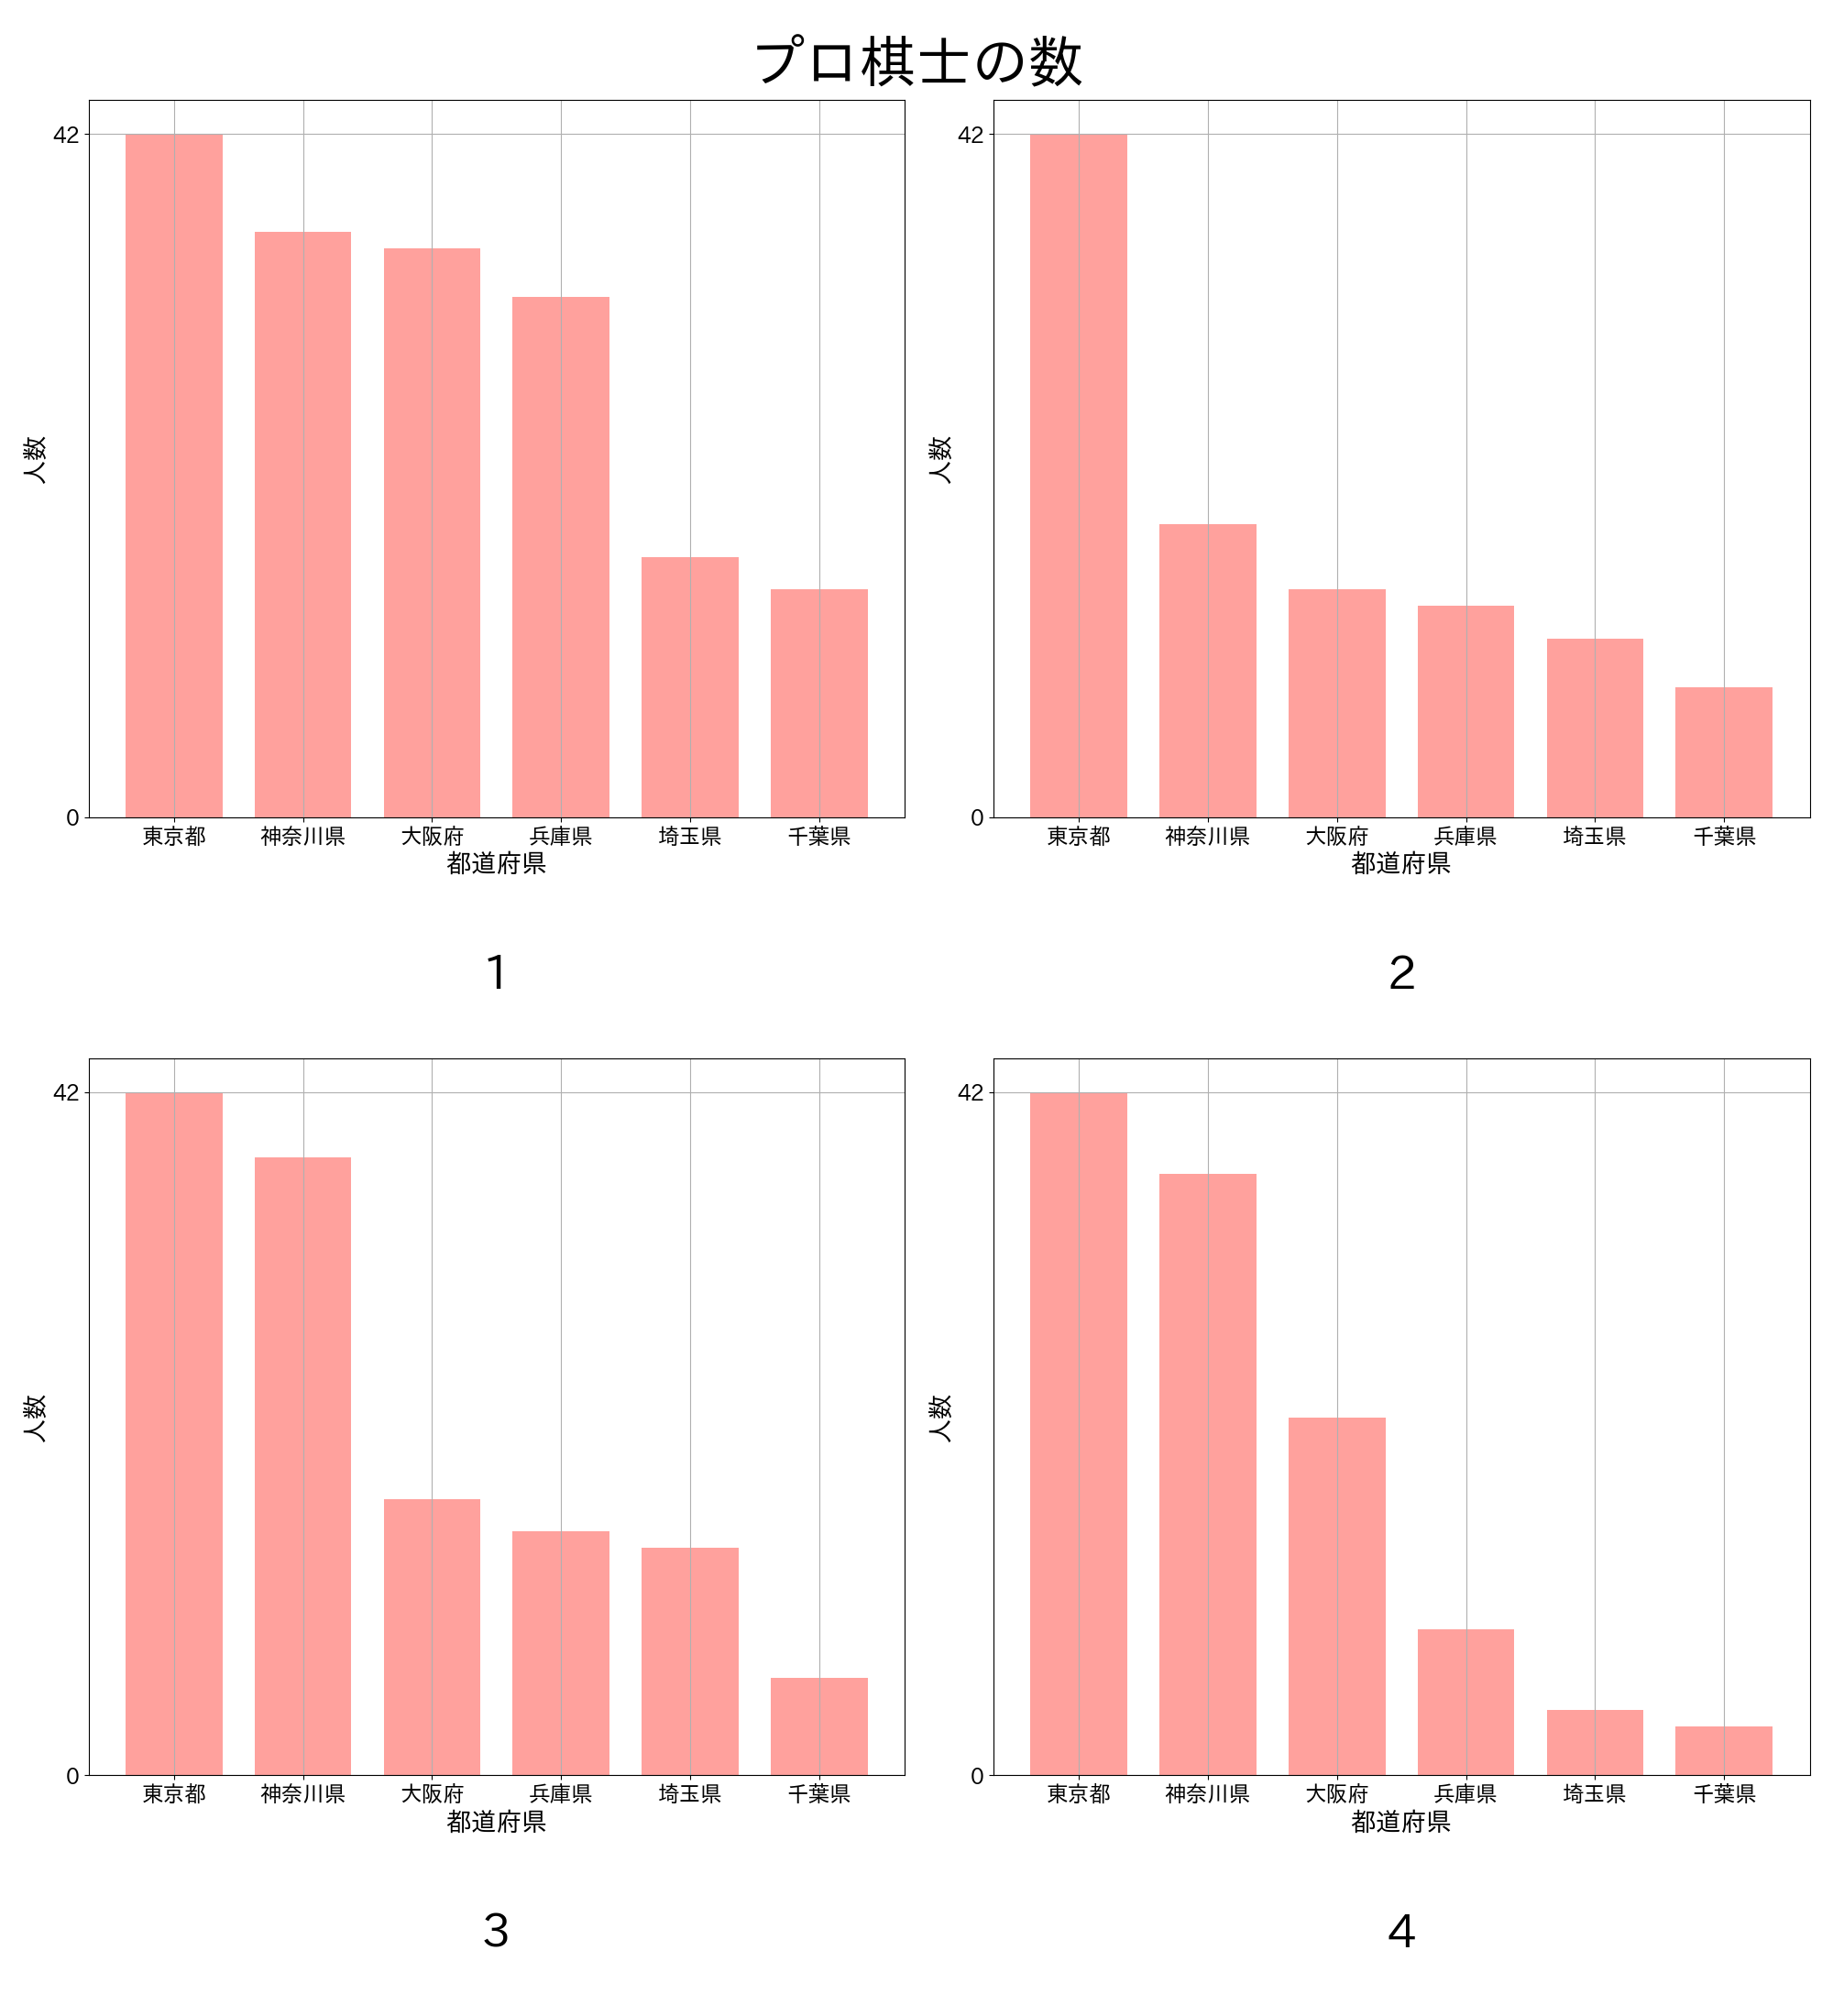 プロ棋士の数
42
0
人数
東京都 神奈川県 大阪府 兵庫県 埼玉県 千葉県
都道府県
1
42
0
人数
東京都 神奈川県 大阪府 兵庫県 埼玉県 千葉県
都道府県
2
42
0
人数
東京都 神奈川県 大阪府 兵庫県 埼玉県 千葉県
都道府県
3
42
0
人数
東京都 神奈川県 大阪府 兵庫県 埼玉県 千葉県
都道府県
4